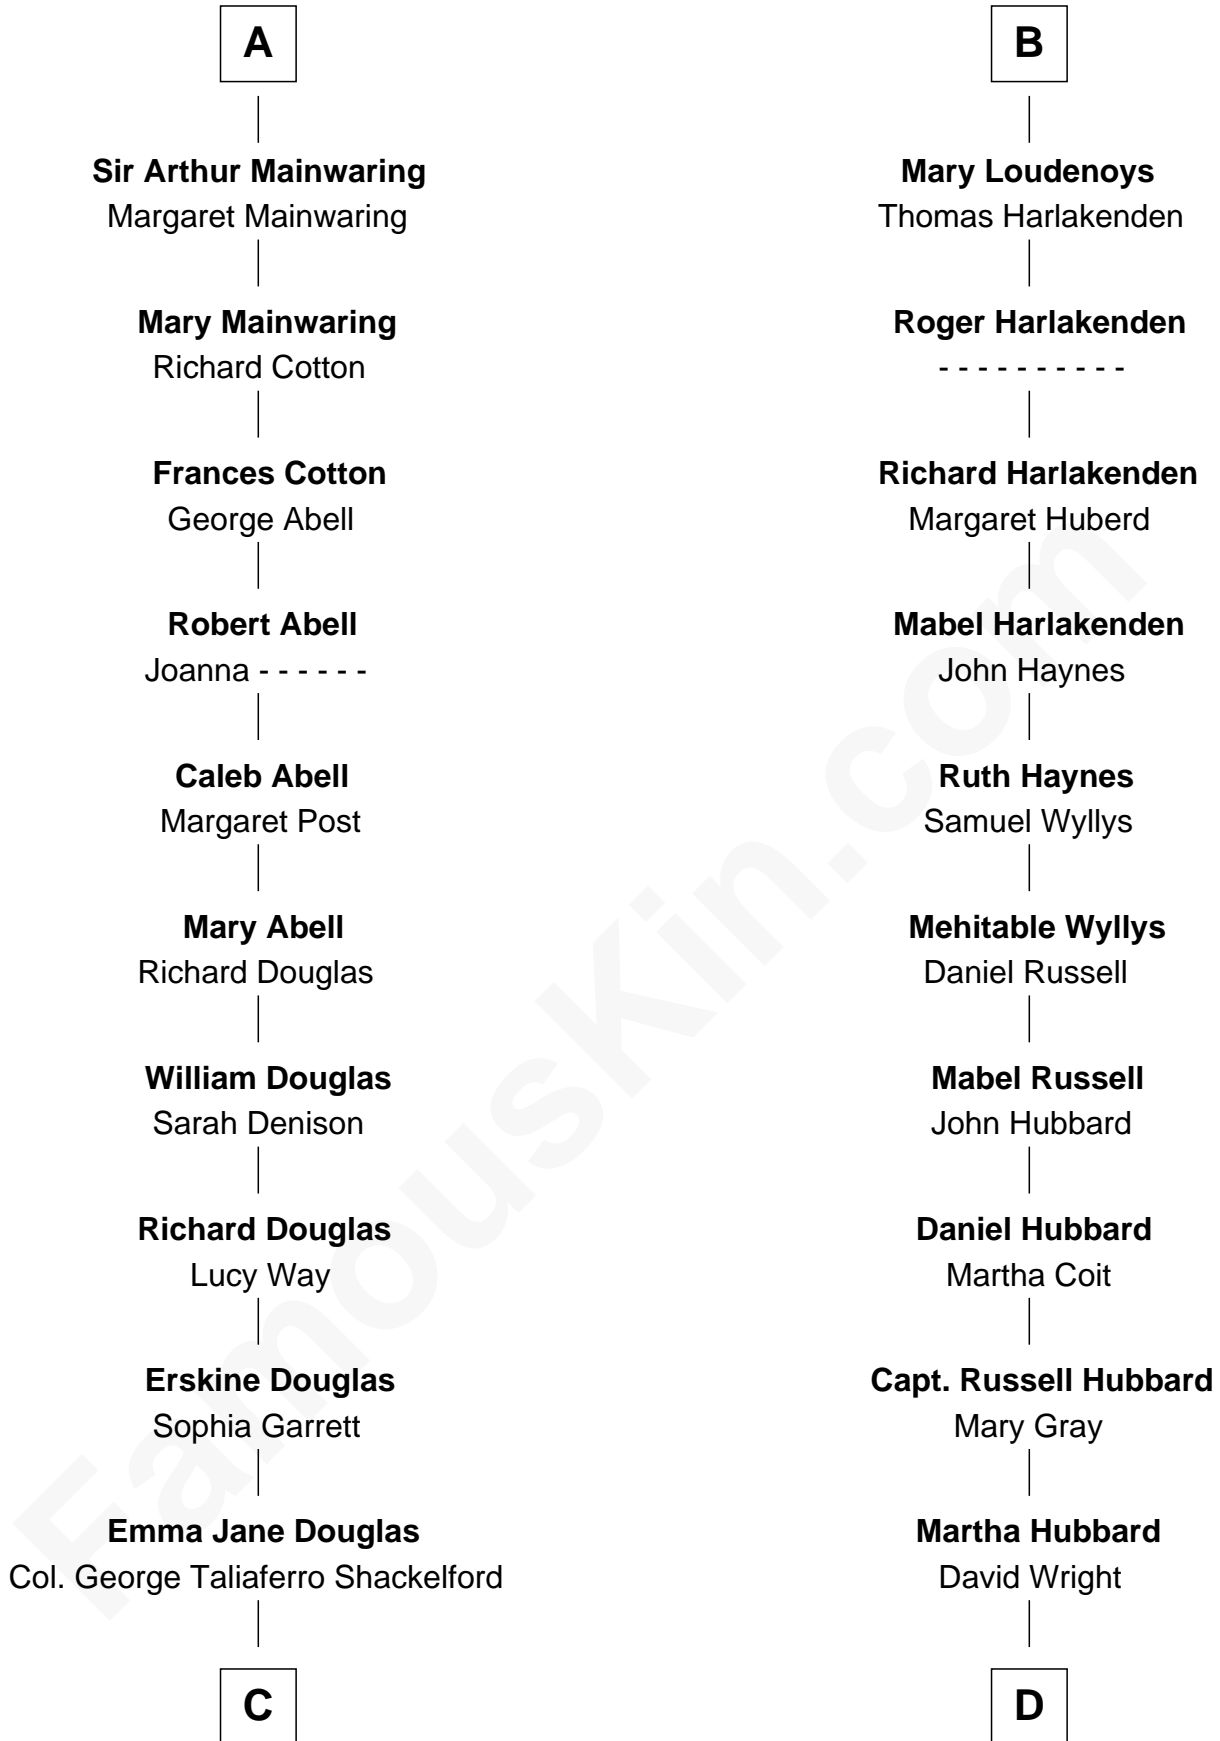 A
Sir Arthur Mainwaring
Margaret Mainwaring
Mary Mainwaring
Richard Cotton
Frances Cotton
George Abell
Robert Abell
Joanna - - - - - -
Caleb Abell
Margaret Post
Mary Abell
Richard Douglas
William Douglas
Sarah Denison
Richard Douglas
Lucy Way
Erskine Douglas
Sophia Garrett
Emma Jane Douglas
Col. George Taliaferro Shackelford
C
B
Mary Loudenoys
Thomas Harlakenden
Roger Harlakenden
- - - - - - - - - -
Richard Harlakenden
Margaret Huberd
Mabel Harlakenden
John Haynes
Ruth Haynes
Samuel Wyllys
Mehitable Wyllys
Daniel Russell
Mabel Russell
John Hubbard
Daniel Hubbard
Martha Coit
Capt. Russell Hubbard
Mary Gray
Martha Hubbard
David Wright
D
FamousKin.com